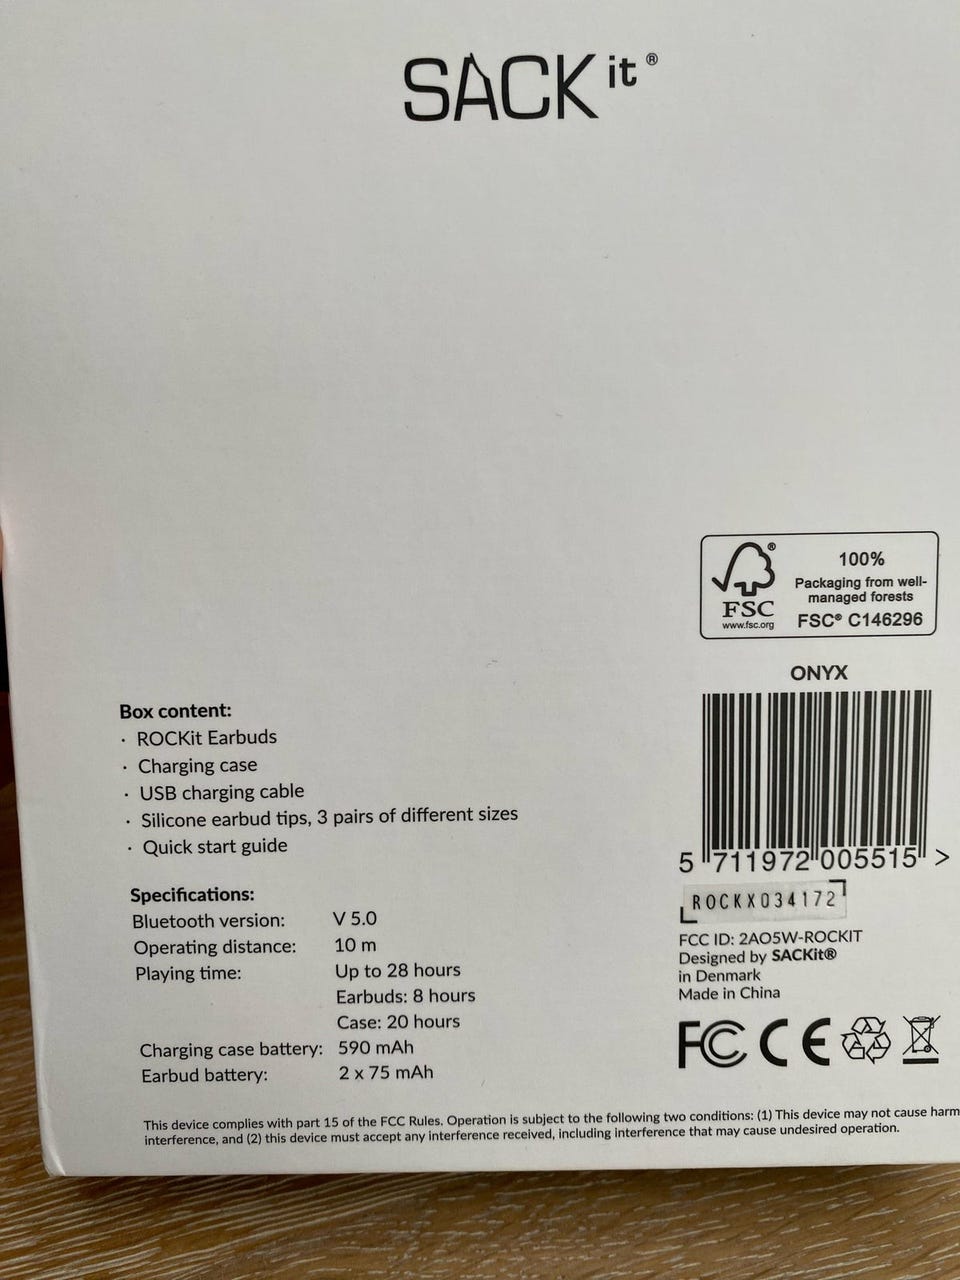 SACKit®
100%
Packaging from well-
managed forests
FSC
www.fsc.org
FSC® C146296
ONYX
5 711972 005515 >
ROCKX034172
FCC ID: 2AO5W-ROCKIT
Designed by SACKit®
in Denmark
Made in China
FC CE
Box content:
· ROCKit Earbuds
· Charging case
· USB charging cable
· Silicone earbud tips, 3 pairs of different sizes
· Quick start guide
Specifications:
Bluetooth version: V 5.0
Operating distance: 10 m
Playing time: Up to 28 hours
Earbuds: 8 hours
Case: 20 hours
Charging case battery: 590 mAh
Earbud battery: 2 x 75 mAh
This device complies with part 15 of the FCC Rules. Operation is subject to the following two conditions: (1) This device may not cause harm
interference, and (2) this device must accept any interference received, including interference that may cause undesired operation.